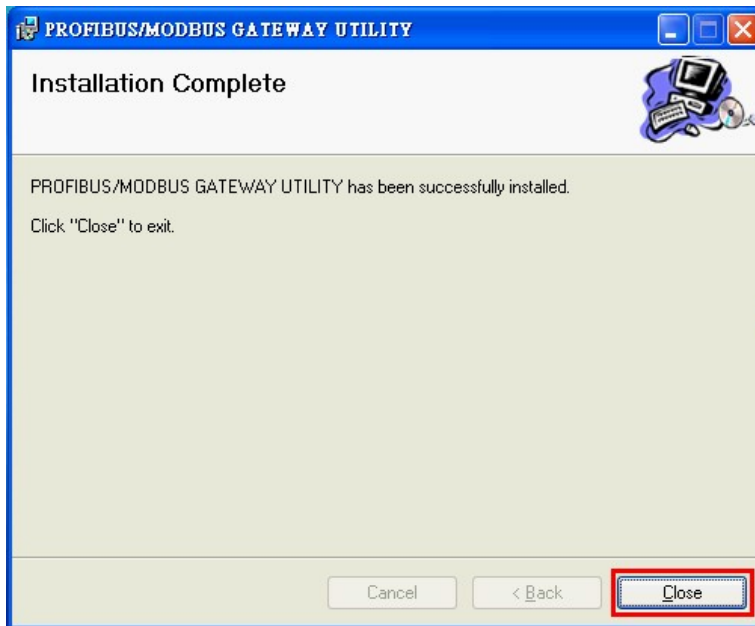 PROFIBUS/MODBUS GATEWAY UTILITY
Installation Complete
PROFIBUS/MODBUS GATEWAY UTILITY has been successfully installed.
Click "Close" to exit.
Cancel
< Back
Close